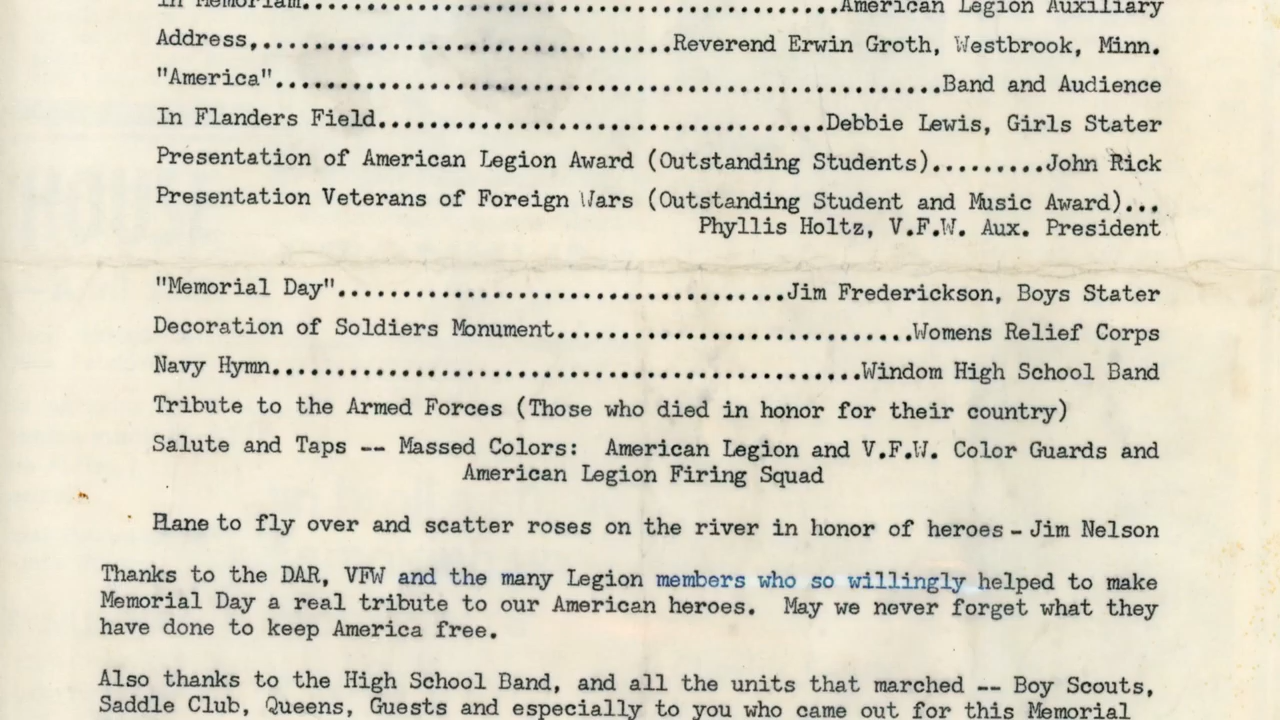 In Memoriam..........................................American Legion Auxiliary
Address,................................Reverend Erwin Groth, Westbrook, Minn.
"America"...................................................Band and Audience
In Flanders Field..................................Debbie Lewis, Girls Stater
Presentation of American Legion Award (Outstanding Students).........John Rick
Presentation Veterans of Foreign Wars (Outstanding Student and Music Award)...
Phyllis Holtz, V.F.W. Aux. President
"Memorial Day"..................................Jim Frederickson, Boys Stater
Decoration of Soldiers Monument...........................Womens Relief Corps
Navy Hymn.............................................Windom High School Band
Tribute to the Armed Forces (Those who died in honor for their country)
Salute and Taps -- Massed Colors:  American Legion and V.F.W. Color Guards and
American Legion Firing Squad
Plane to fly over and scatter roses on the river in honor of heroes - Jim Nelson
Thanks to the DAR, VFW and the many Legion members who so willingly helped to make
Memorial Day a real tribute to our American heroes.  May we never forget what they
have done to keep America free.
Also thanks to the High School Band, and all the units that marched -- Boy Scouts,
Saddle Club, Queens, Guests and especially to you who came out for this Memorial